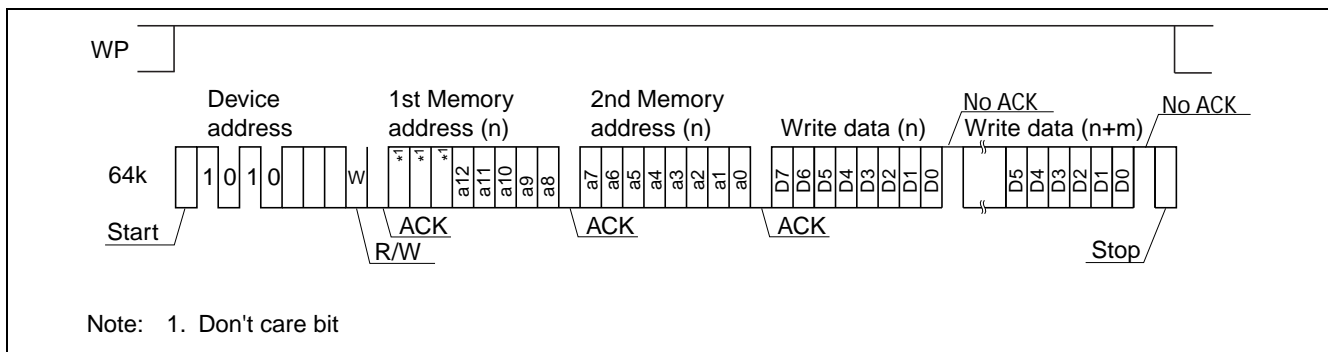 WP
Device
address
1st Memory
address (n)
2nd Memory
address (n)
Write data (n)
No ACK
Write data (n+m)
No ACK
64k
1 0 1 0
W
*1 *1 *1 a12 a11 a10 a9 a8
a7 a6 a5 a4 a3 a2 a1 a0
D7 D6 D5 D4 D3 D2 D1 D0
D5 D4 D3 D2 D1 D0
Start
ACK
R/W
ACK
ACK
Stop
Note: 1. Don't care bit